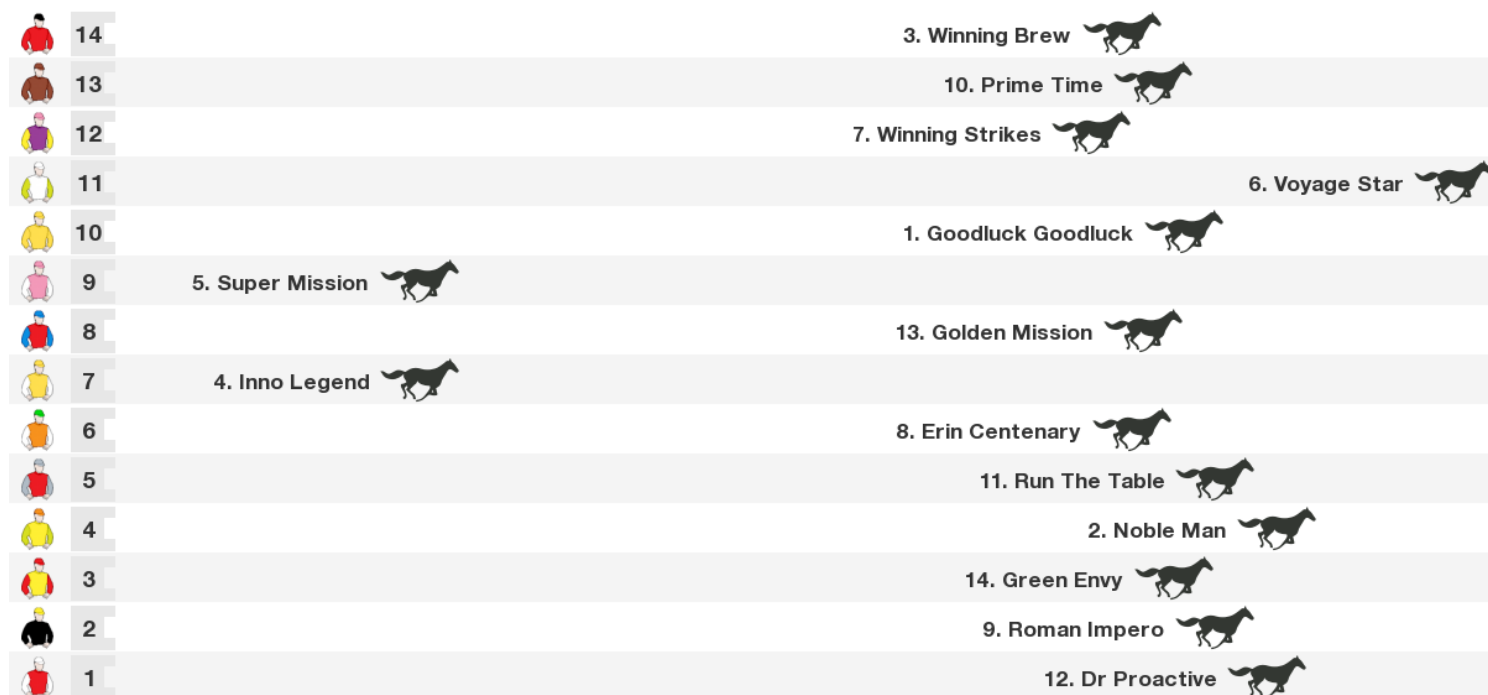 14 3. Winning Brew
13 10. Prime Time
12 7. Winning Strikes
11 6. Voyage Star
10 1. Goodluck Goodluck
9 5. Super Mission
8 13. Golden Mission
7 4. Inno Legend
6 8. Erin Centenary
5 11. Run The Table
4 2. Noble Man
3 14. Green Envy
2 9. Roman Impero
1 12. Dr Proactive